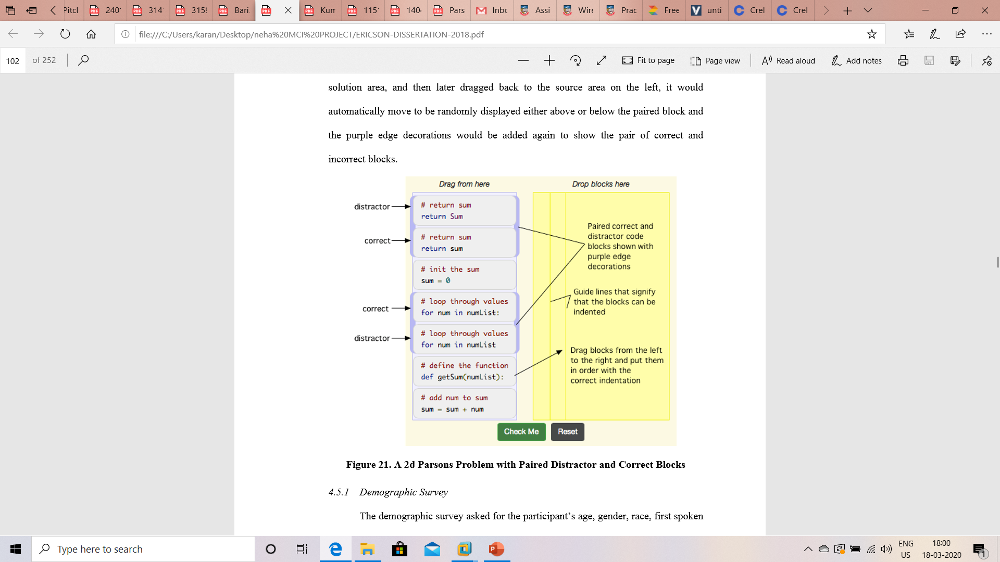 Pitcl
240
314
3159
Bari
Kum
115
140
Pars
Inbc
Assi
Wire
Prac
Free
unti
Crel
Crel
file:///C:/Users/karan/Desktop/neha%20MCI%20PROJECT/ERICSON-DISSERTATION-2018.pdf
102 of 252
Fit to page
Page view
Read aloud
Add notes
solution area, and then later dragged back to the source area on the left, it would
automatically move to be randomly displayed either above or below the paired block and
the purple edge decorations would be added again to show the pair of correct and
incorrect blocks.
Drag from here
Drop blocks here
distractor
# return sum
return Sum
correct
# return sum
return sum
# init the sum
sum = 0
correct
# loop through values
for num in numList:
distractor
# loop through values
for num in numList
# define the function
def getSum(numList):
# add num to sum
sum = sum + num
Paired correct and
distractor code
blocks shown with
purple edge
decorations
Guide lines that signify
that the blocks can be
indented
Drag blocks from the left
to the right and put them
in order with the
correct indentation
Check Me
Reset
Figure 21. A 2d Parsons Problem with Paired Distractor and Correct Blocks
4.5.1 Demographic Survey
The demographic survey asked for the participant’s age, gender, race, first spoken
Type here to search
ENG
US
18:00
18-03-2020
1